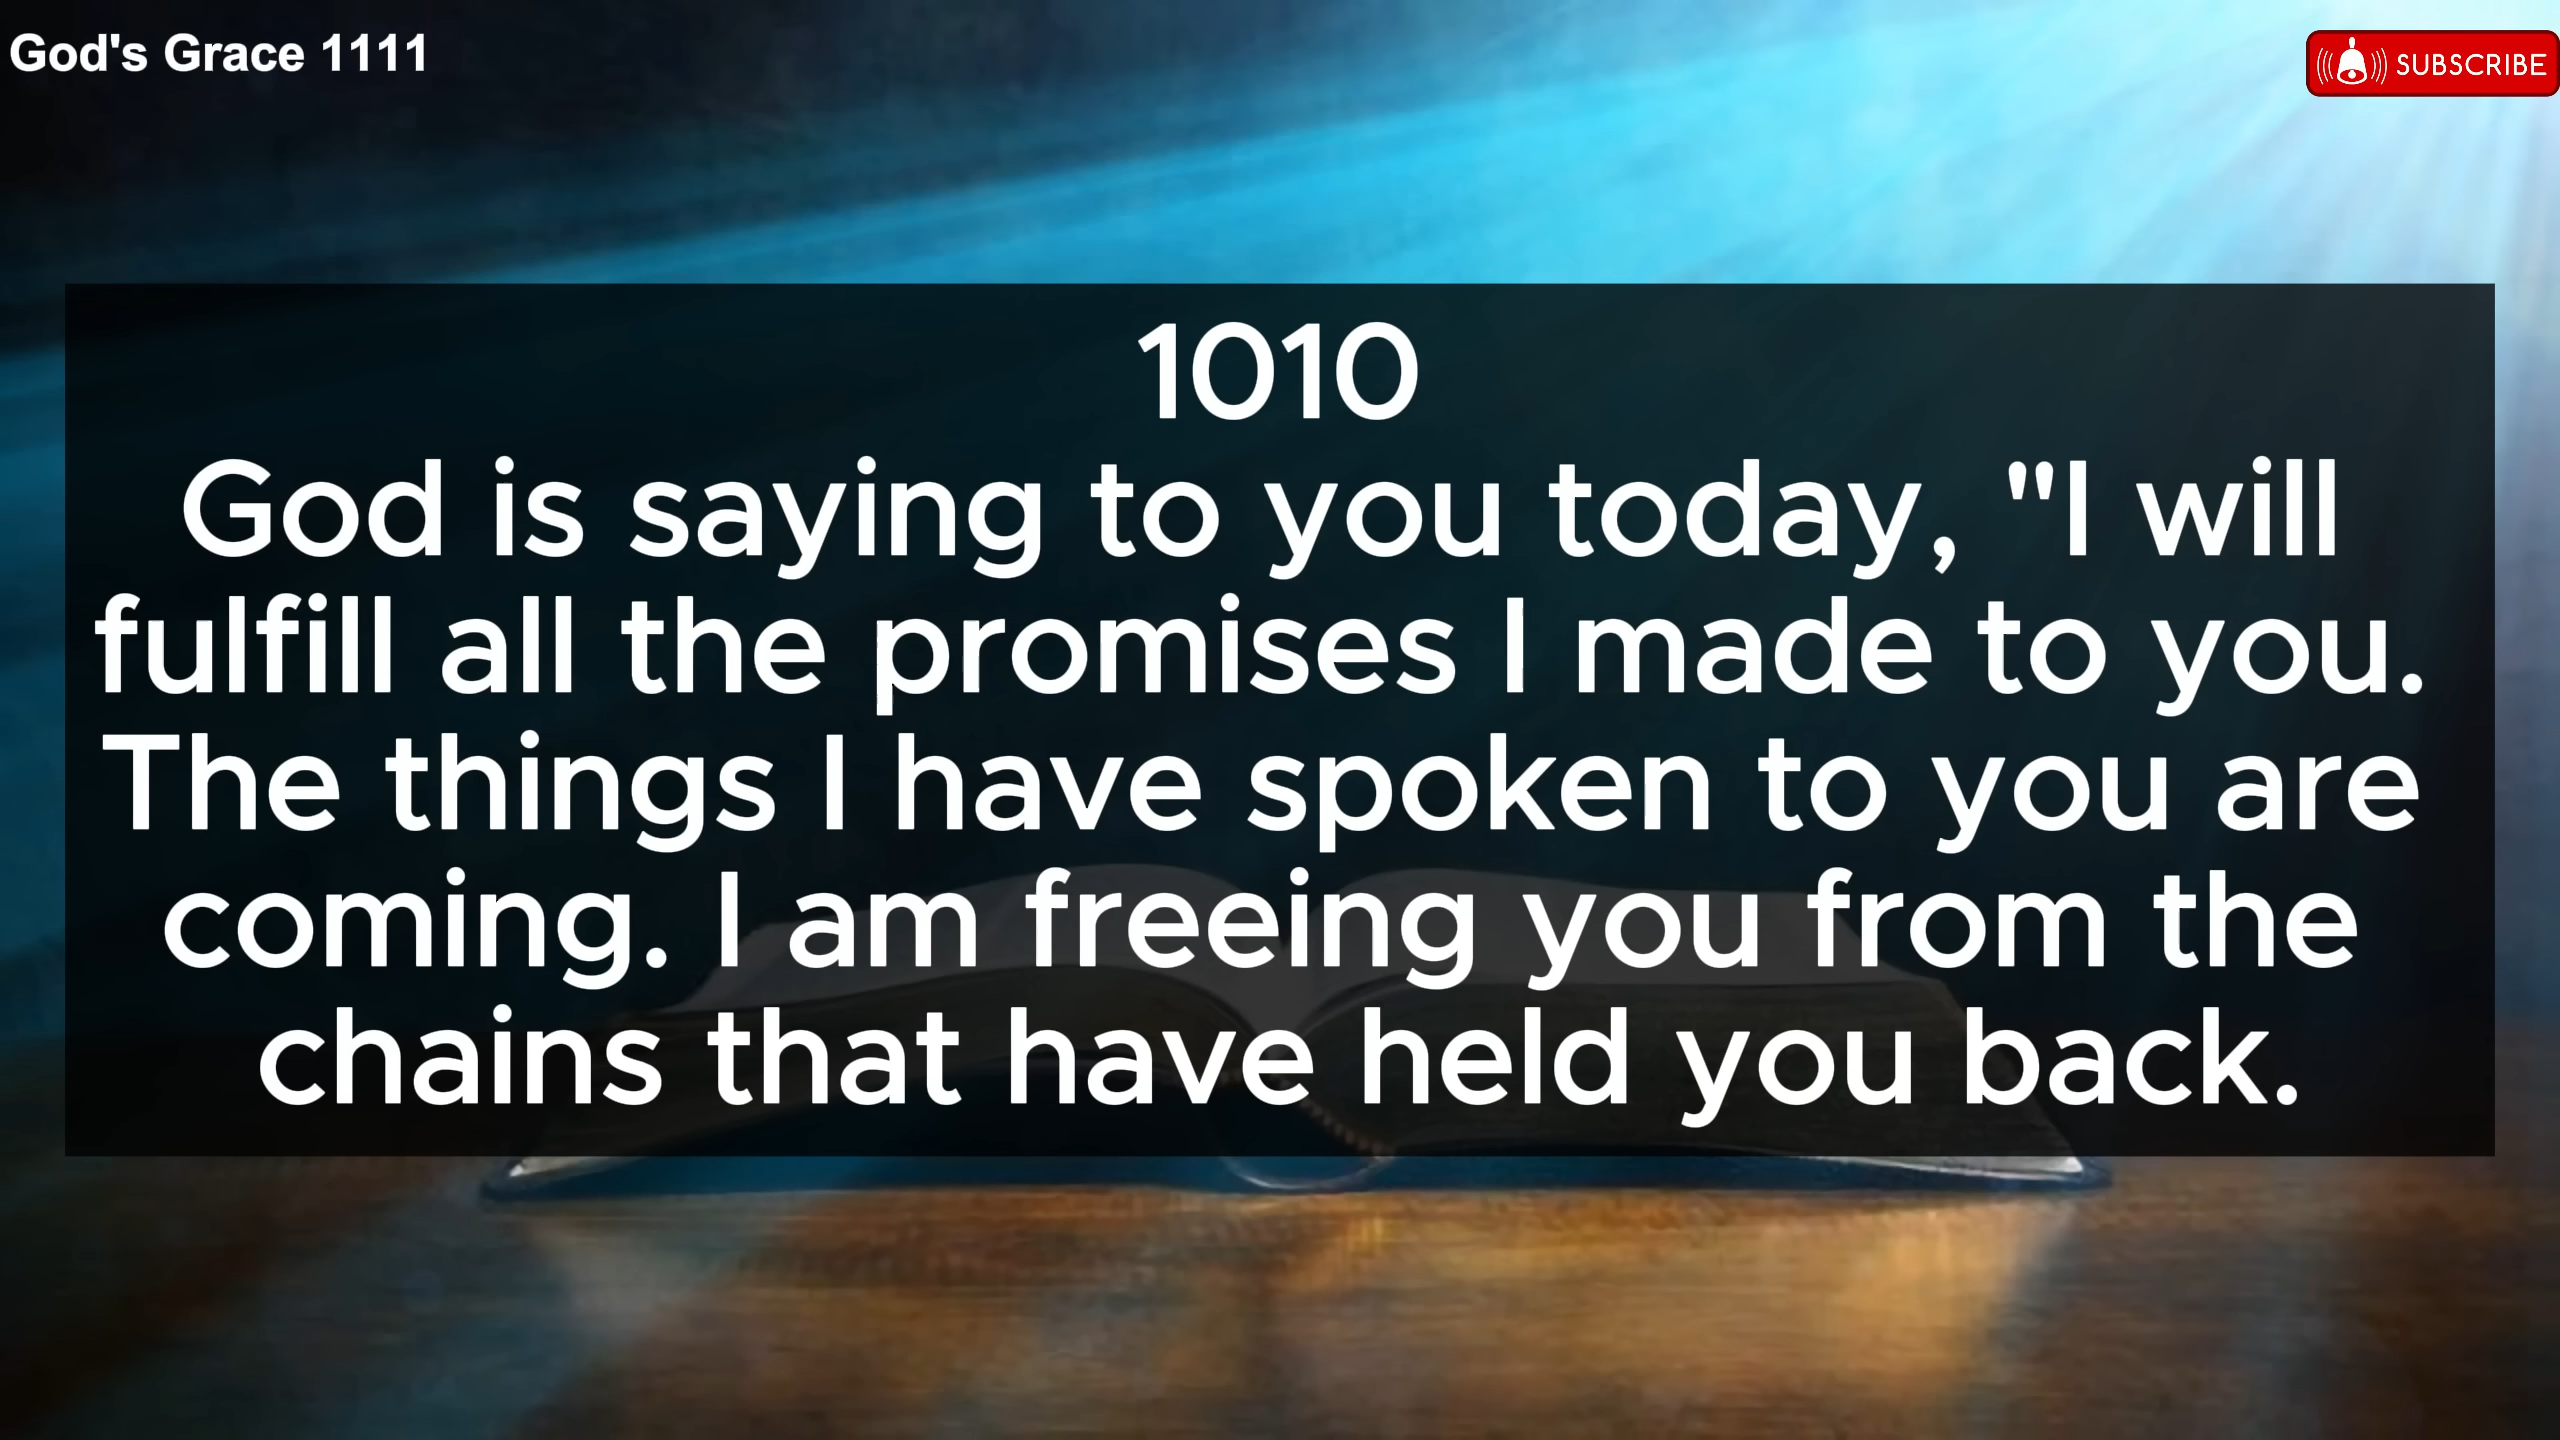 God's Grace 1111
SUBSCRIBE
1010
God is saying to you today, "I will
fulfill all the promises I made to you.
The things I have spoken to you are
coming. I am freeing you from the
chains that have held you back.